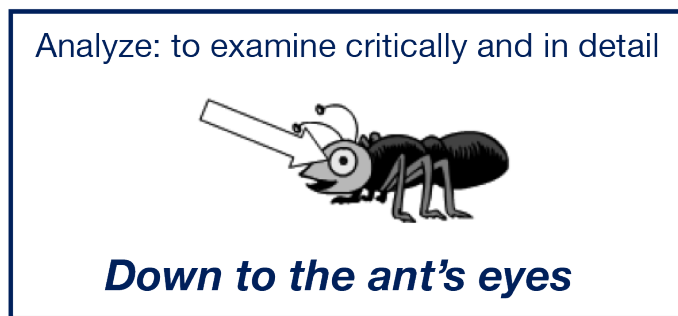 Analyze: to examine critically and in detail
Down to the ant’s eyes